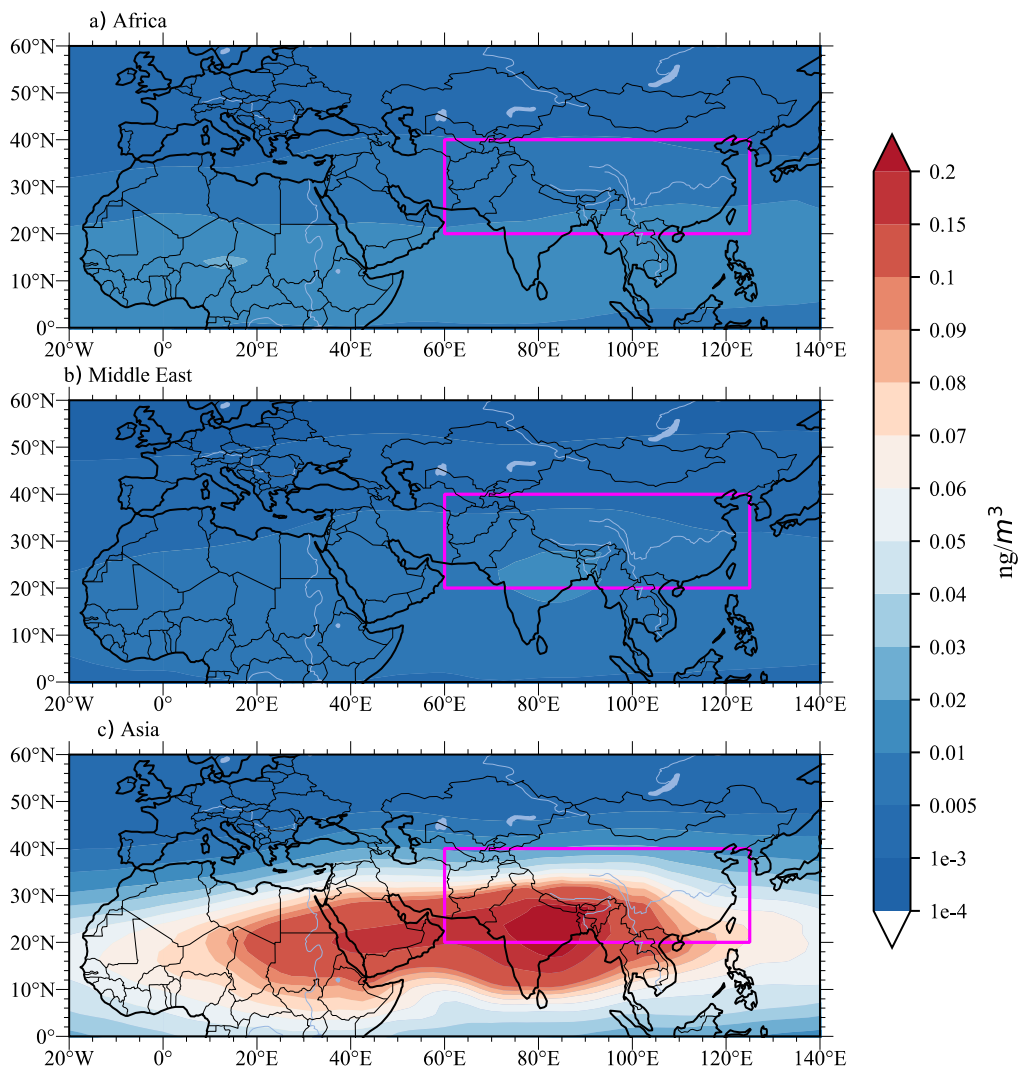 a) Africa
60°N
50°N
40°N
30°N
20°N
10°N
0°
20°W 0° 20°E 40°E 60°E 80°E 100°E 120°E 140°E
b) Middle East
60°N
50°N
40°N
30°N
20°N
10°N
0°
20°W 0° 20°E 40°E 60°E 80°E 100°E 120°E 140°E
c) Asia
60°N
50°N
40°N
30°N
20°N
10°N
0°
20°W 0° 20°E 40°E 60°E 80°E 100°E 120°E 140°E
0.2
0.15
0.1
0.09
0.08
0.07
0.06
0.05
0.04
0.03
0.02
0.01
0.005
1e-3
1e-4
ng/m³